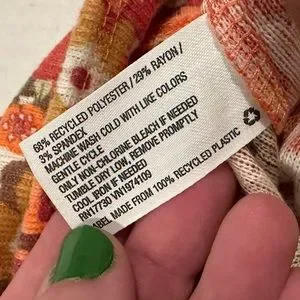 68% RECYCLED POLYESTER / 29% RAYON /
3% SPANDEX
MACHINE WASH COLD WITH LIKE COLORS
GENTLE CYCLE
ONLY NON-CHLORINE BLEACH IF NEEDED
TUMBLE DRY LOW. REMOVE PROMPTLY
COOL IRON IF NEEDED
RN17730 VN1974109
LABEL MADE FROM 100% RECYCLED PLASTIC